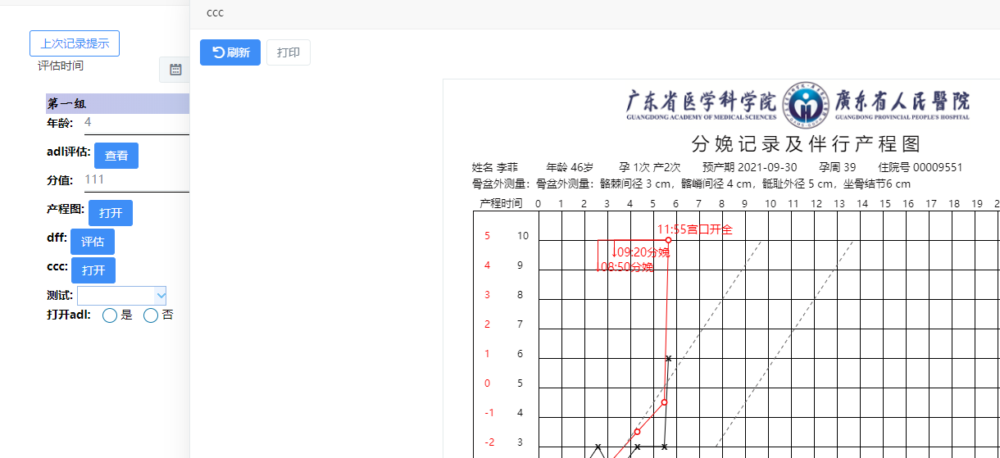 ccc
上次记录提示
刷新
打印
评估时间
广东省医学科学院
廣东省人民醫院
GUANGDONG ACADEMY OF MEDICAL SCIENCES
GUANGDONG PROVINCIAL PEOPLE'S HOSPITAL
第一组
年龄: 4
adl评估: 查看
分值: 111
产程图: 打开
dff: 评估
ccc: 打开
测试:
打开adl: 是 否
分娩记录及伴行产程图
姓名 李菲 年龄 46岁 孕 1次 产2次 预产期 2021-09-30 孕周 39 住院号 00009551
骨盆外测量: 骨盆外测量: 髂棘间径 3 cm, 髂嵴间径 4 cm, 骶耻外径 5 cm, 坐骨结节6 cm
产程时间 0 1 2 3 4 5 6 7 8 9 10 11 12 13 14 15 16 17 18 19
11:55宫口开全
5 10
↓09:20分娩
4 9
↓08:50分娩
3 8
2 7
1 6
0 5
-1 4
-2 3